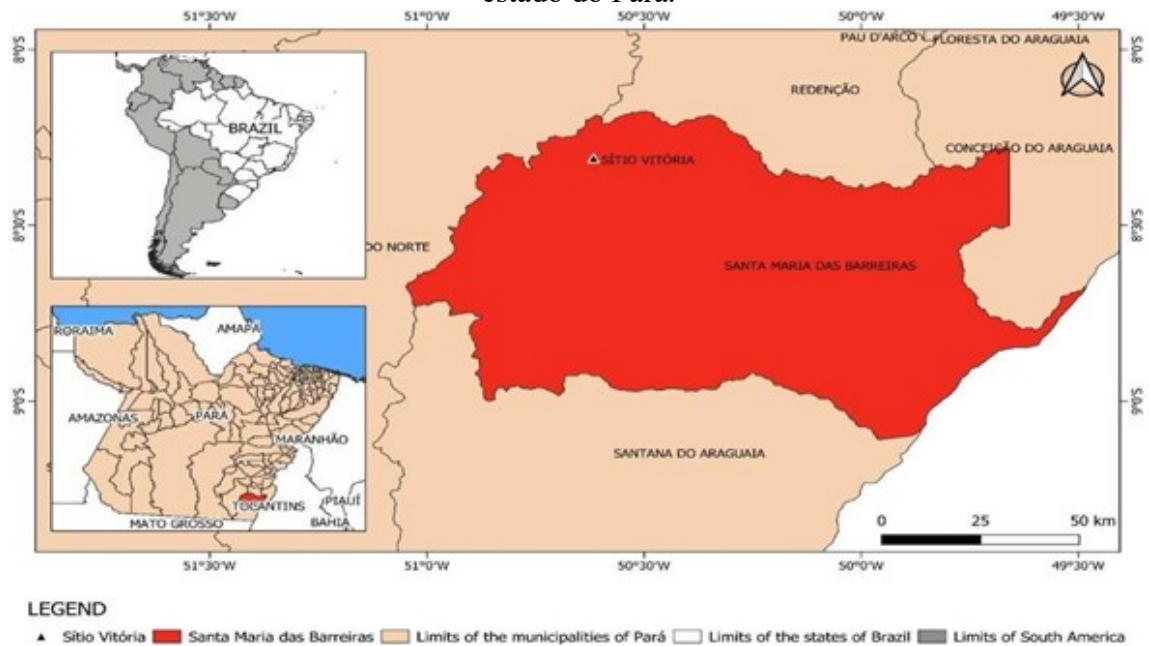 estado do Pará.
51°30'W 51°0'W 50°30'W 50°0'W 49°30'W
8°0'S
8°0'S
PAU D'ARCO
FLORESTA DO ARAGUAIA
REDENÇÃO
BRAZIL
CONCEIÇÃO DO ARAGUAIA
SÍTIO VITÓRIA
8°30'S
8°30'S
DO NORTE
SANTA MARIA DAS BARREIRAS
RORAIMA
AMAPÁ
9°0'S
9°0'S
AMAZONAS
PARÁ
MARANHÃO
SANTANA DO ARAGUAIA
TOCANTINS
PIAUÍ
MATO GROSSO
BAHIA
0 25 50 km
51°30'W 51°0'W 50°30'W 50°0'W 49°30'W
LEGEND
Sítio Vitória Santa Maria das Barreiras Limits of the municipalities of Pará Limits of the states of Brazil Limits of South America